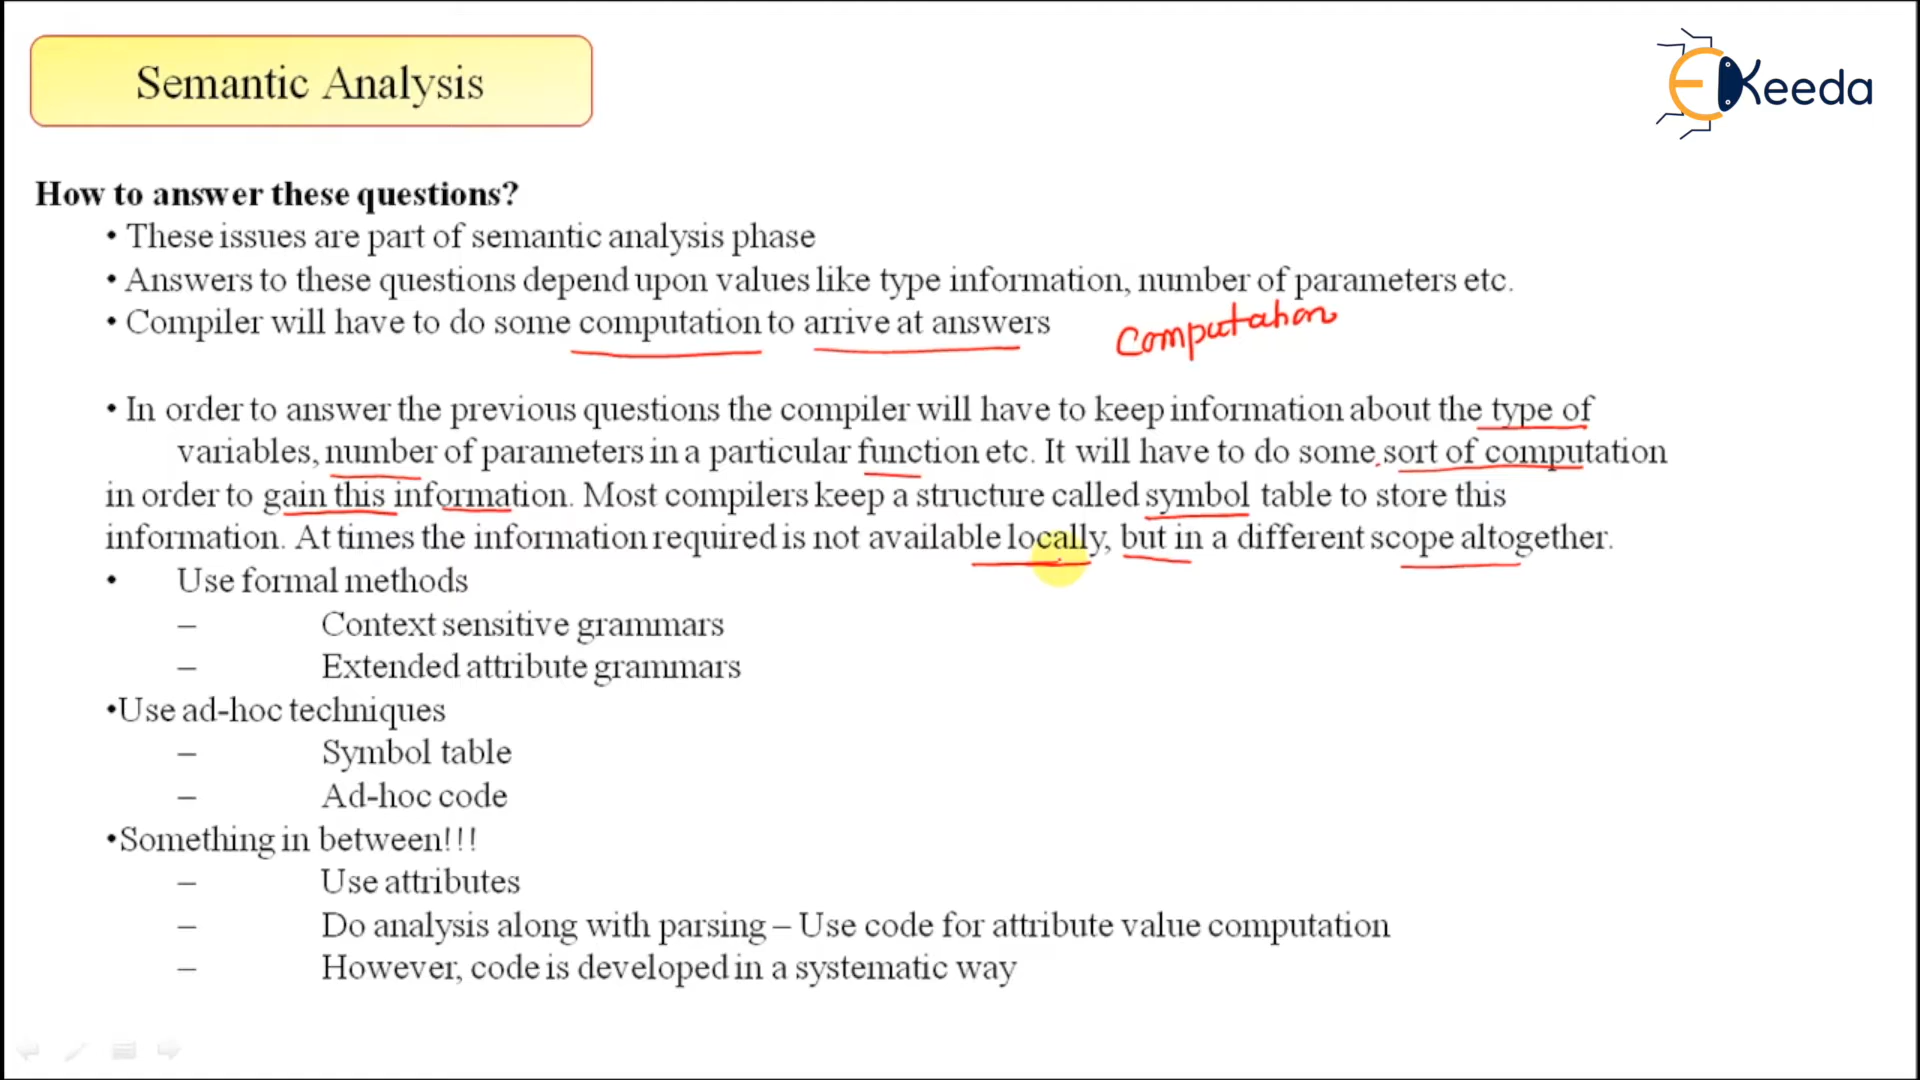 Semantic Analysis
EKeeda
How to answer these questions?
• These issues are part of semantic analysis phase
• Answers to these questions depend upon values like type information, number of parameters etc.
• Compiler will have to do some computation to arrive at answers
Computation
• In order to answer the previous questions the compiler will have to keep information about the type of
variables, number of parameters in a particular function etc. It will have to do some sort of computation
in order to gain this information. Most compilers keep a structure called symbol table to store this
information. At times the information required is not available locally, but in a different scope altogether.
• Use formal methods
– Context sensitive grammars
– Extended attribute grammars
•Use ad-hoc techniques
– Symbol table
– Ad-hoc code
•Something in between!!!
– Use attributes
– Do analysis along with parsing – Use code for attribute value computation
– However, code is developed in a systematic way